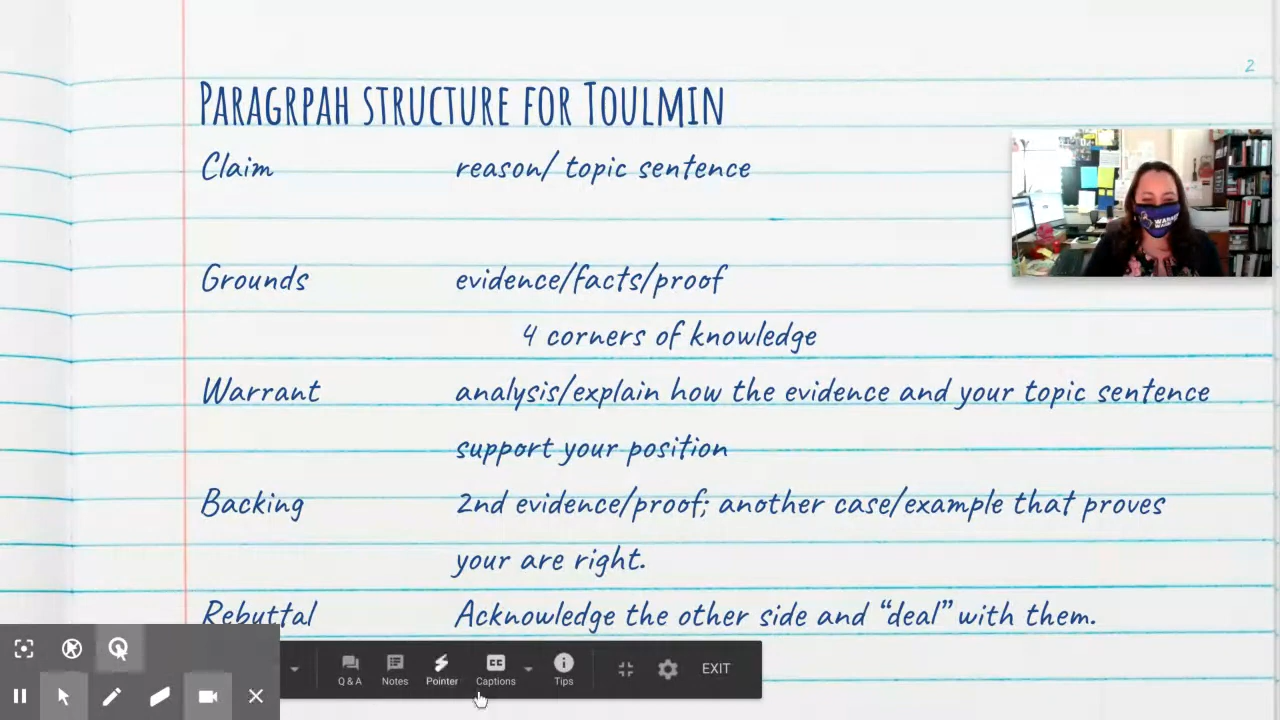 2
PARAGRPAH STRUCTURE FOR TOULMIN
Claim reason/ topic sentence
Grounds evidence/facts/proof
4 corners of knowledge
Warrant analysis/explain how the evidence and your topic sentence
support your position
Backing 2nd evidence/proof; another case/example that proves
your are right.
Rebuttal Acknowledge the other side and “deal” with them.
Q & A Notes Pointer Captions Tips EXIT